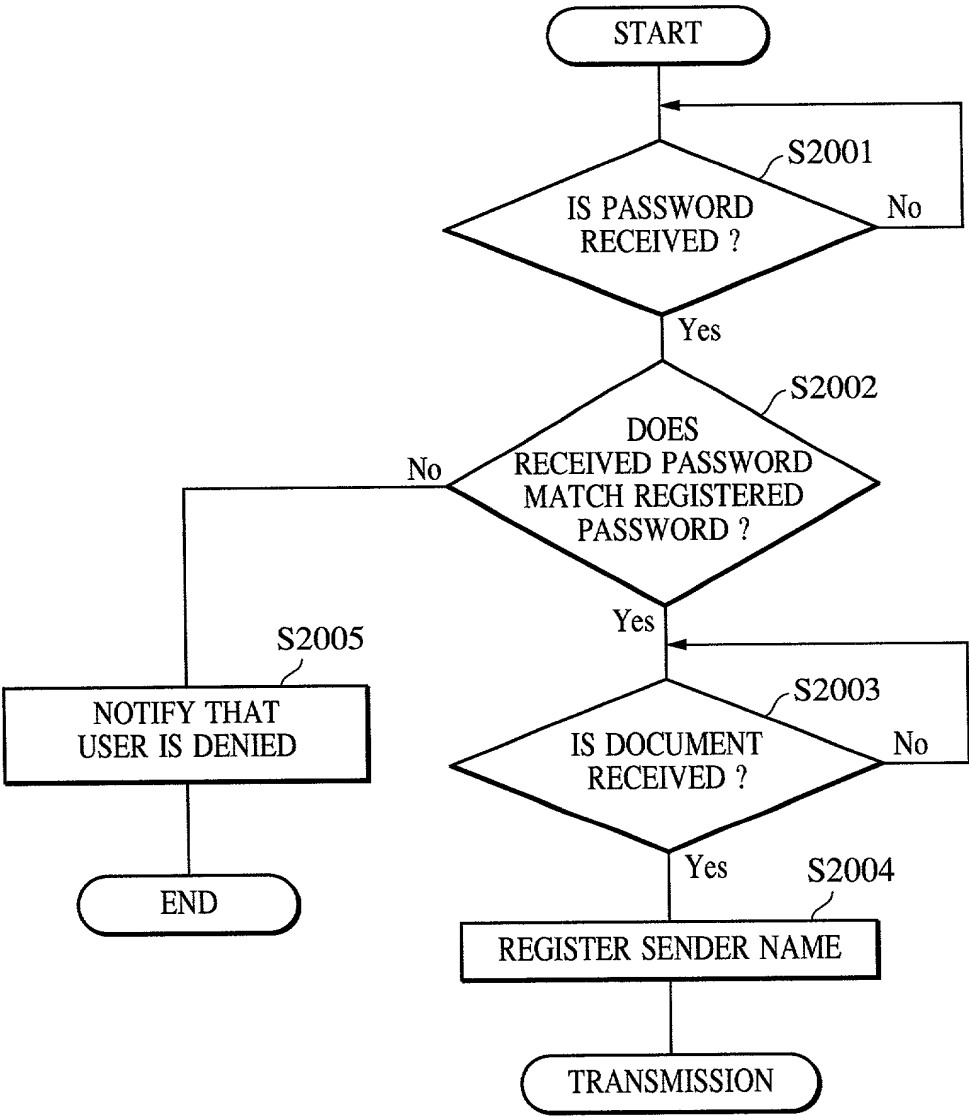 START
S2001
IS PASSWORD
RECEIVED ?
No
Yes
S2002
DOES
RECEIVED PASSWORD
MATCH REGISTERED
PASSWORD ?
No
Yes
S2005
NOTIFY THAT
USER IS DENIED
END
S2003
IS DOCUMENT
RECEIVED ?
No
Yes
S2004
REGISTER SENDER NAME
TRANSMISSION